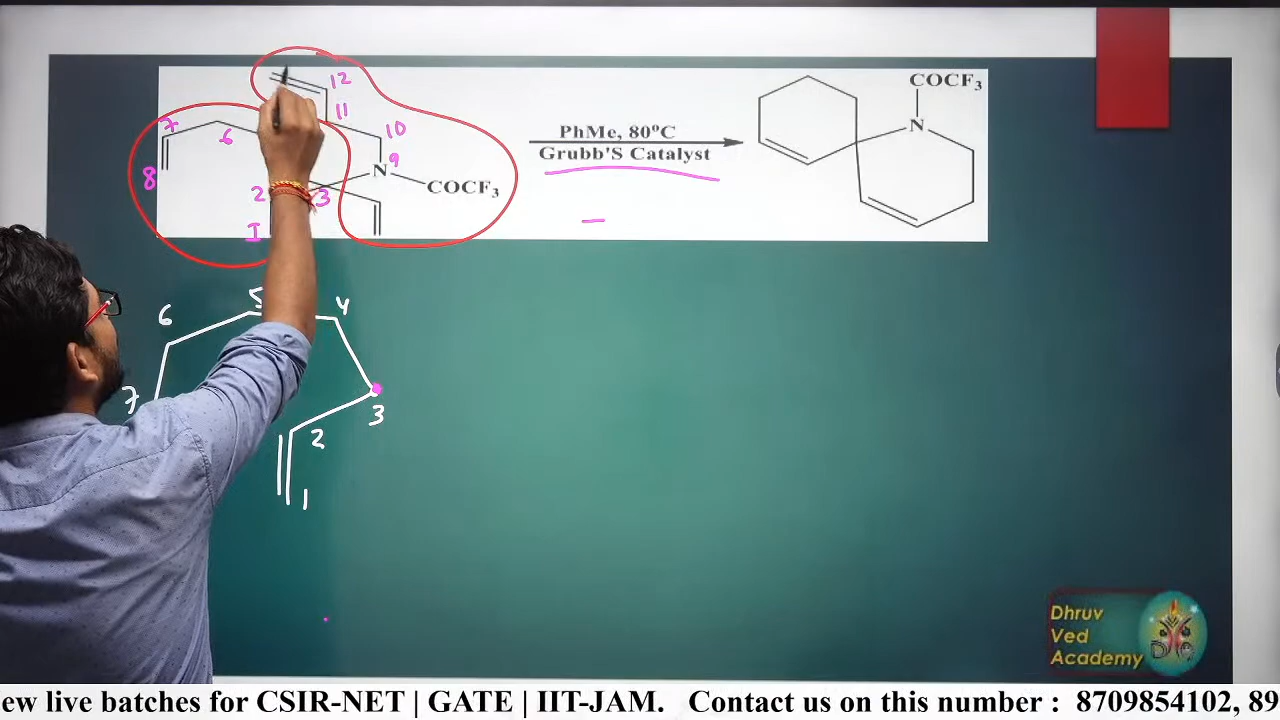 12
11
10
9
7
6
8
2
3
I
N
COCF₃
PhMe, 80ºC
Grubb'S Catalyst
COCF₃
N
6
5
4
7
3
2
1
Dhruv
Ved
Academy
ew live batches for CSIR-NET | GATE | IIT-JAM. Contact us on this number : 8709854102, 89